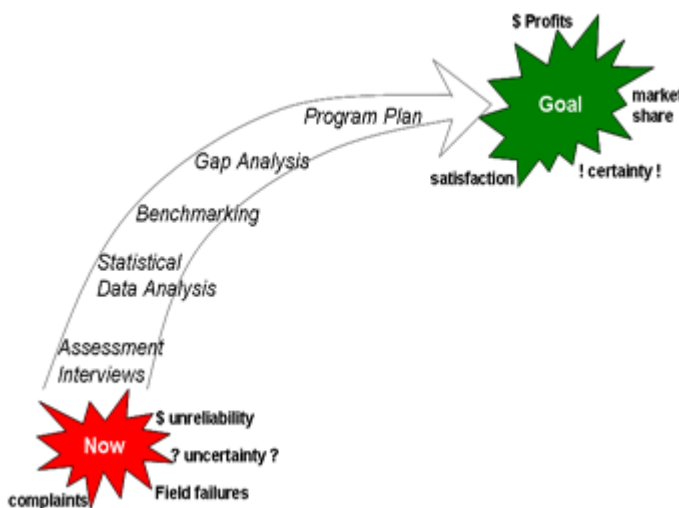 $ Profits
Goal
market
share
! certainty !
satisfaction
Program Plan
Gap Analysis
Benchmarking
Statistical
Data Analysis
Assessment
Interviews
Now
$ unreliability
? uncertainty ?
Field failures
complaints